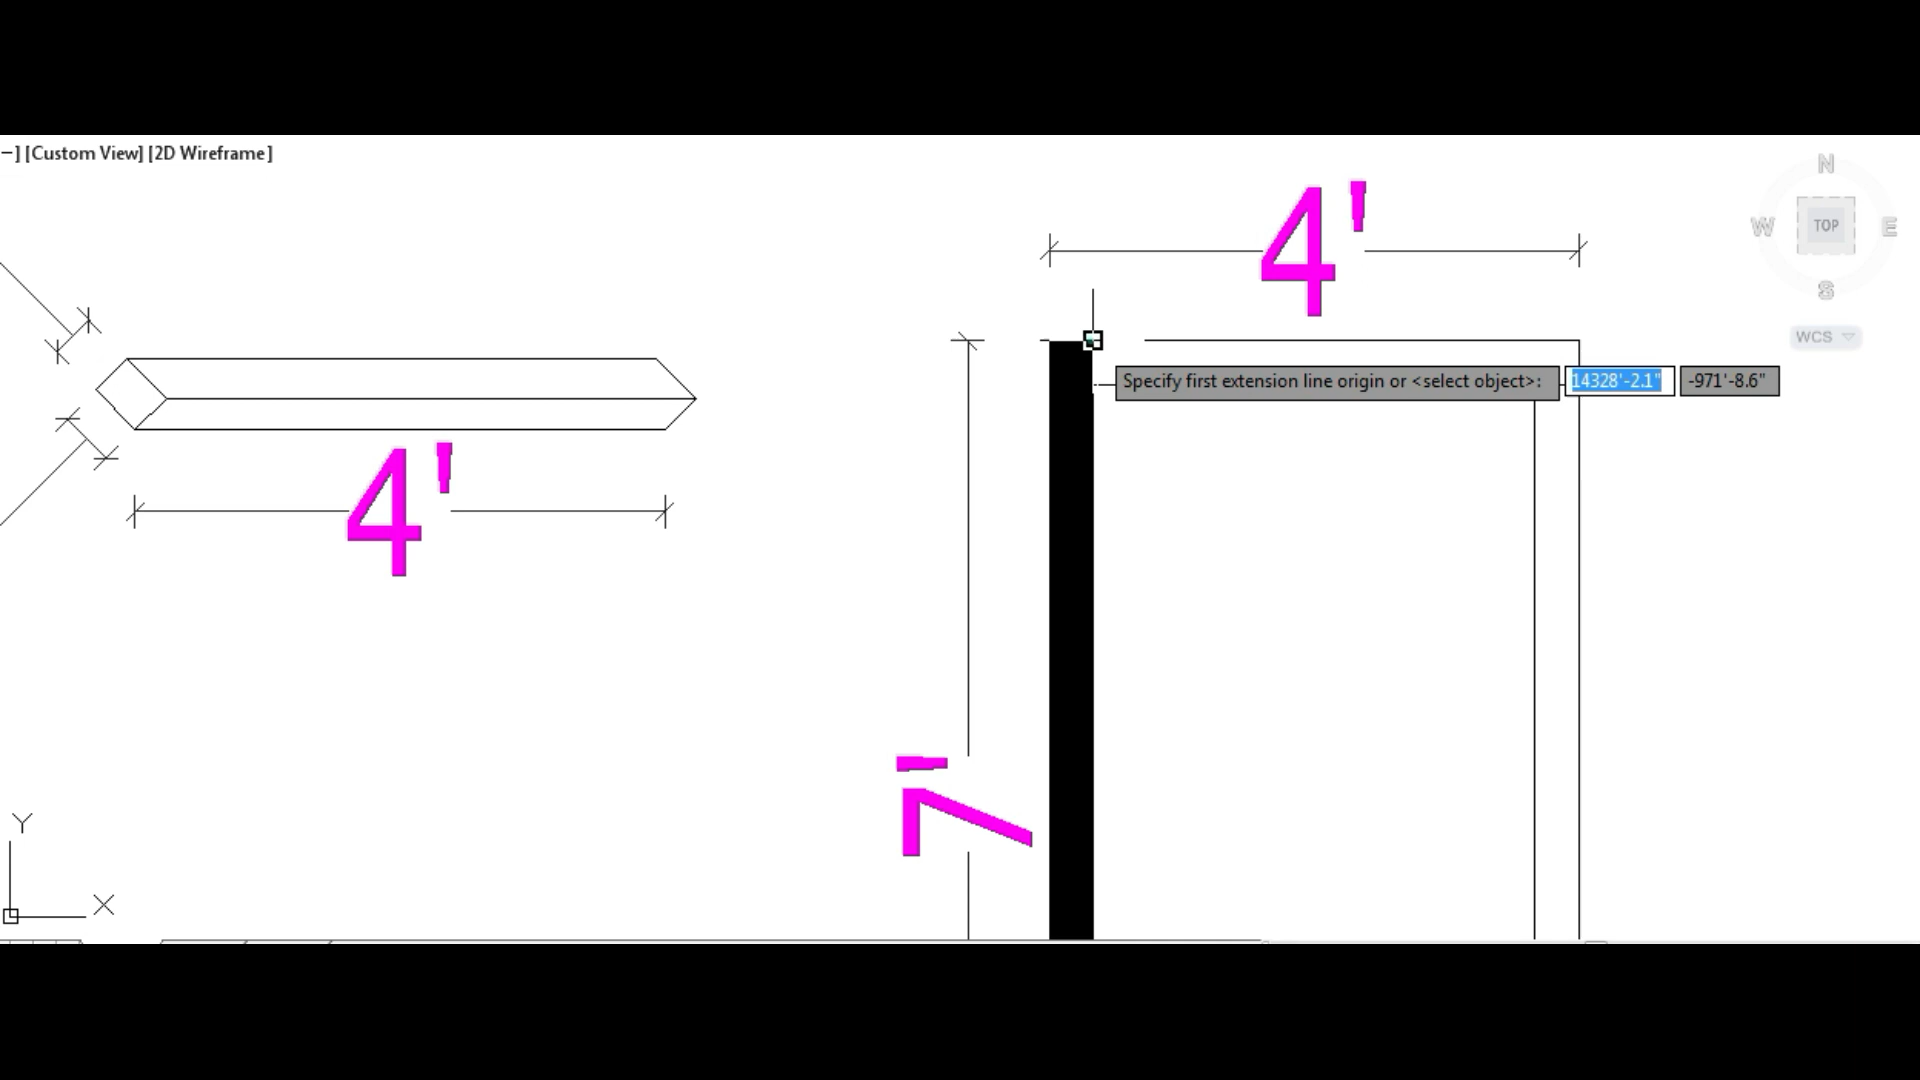 –] [Custom View] [2D Wireframe]
N
W
TOP
E
S
WCS
4'
Specify first extension line origin or <select object>:
14328'-2.1"
-971'-8.6"
4'
7'
Y
X